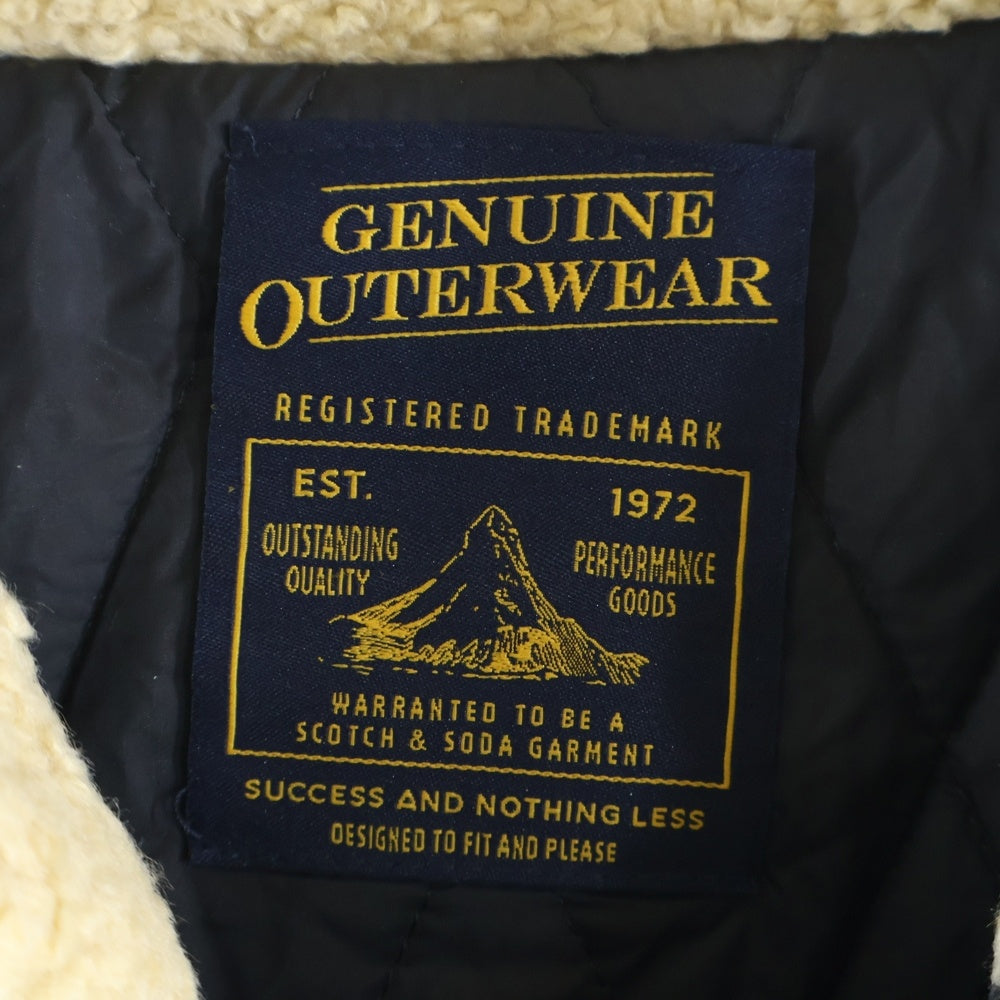 GENUINE
OUTERWEAR
REGISTERED TRADEMARK
EST. 1972
OUTSTANDING
QUALITY
PERFORMANCE
GOODS
WARRANTED TO BE A
SCOTCH & SODA GARMENT
SUCCESS AND NOTHING LESS
DESIGNED TO FIT AND PLEASE